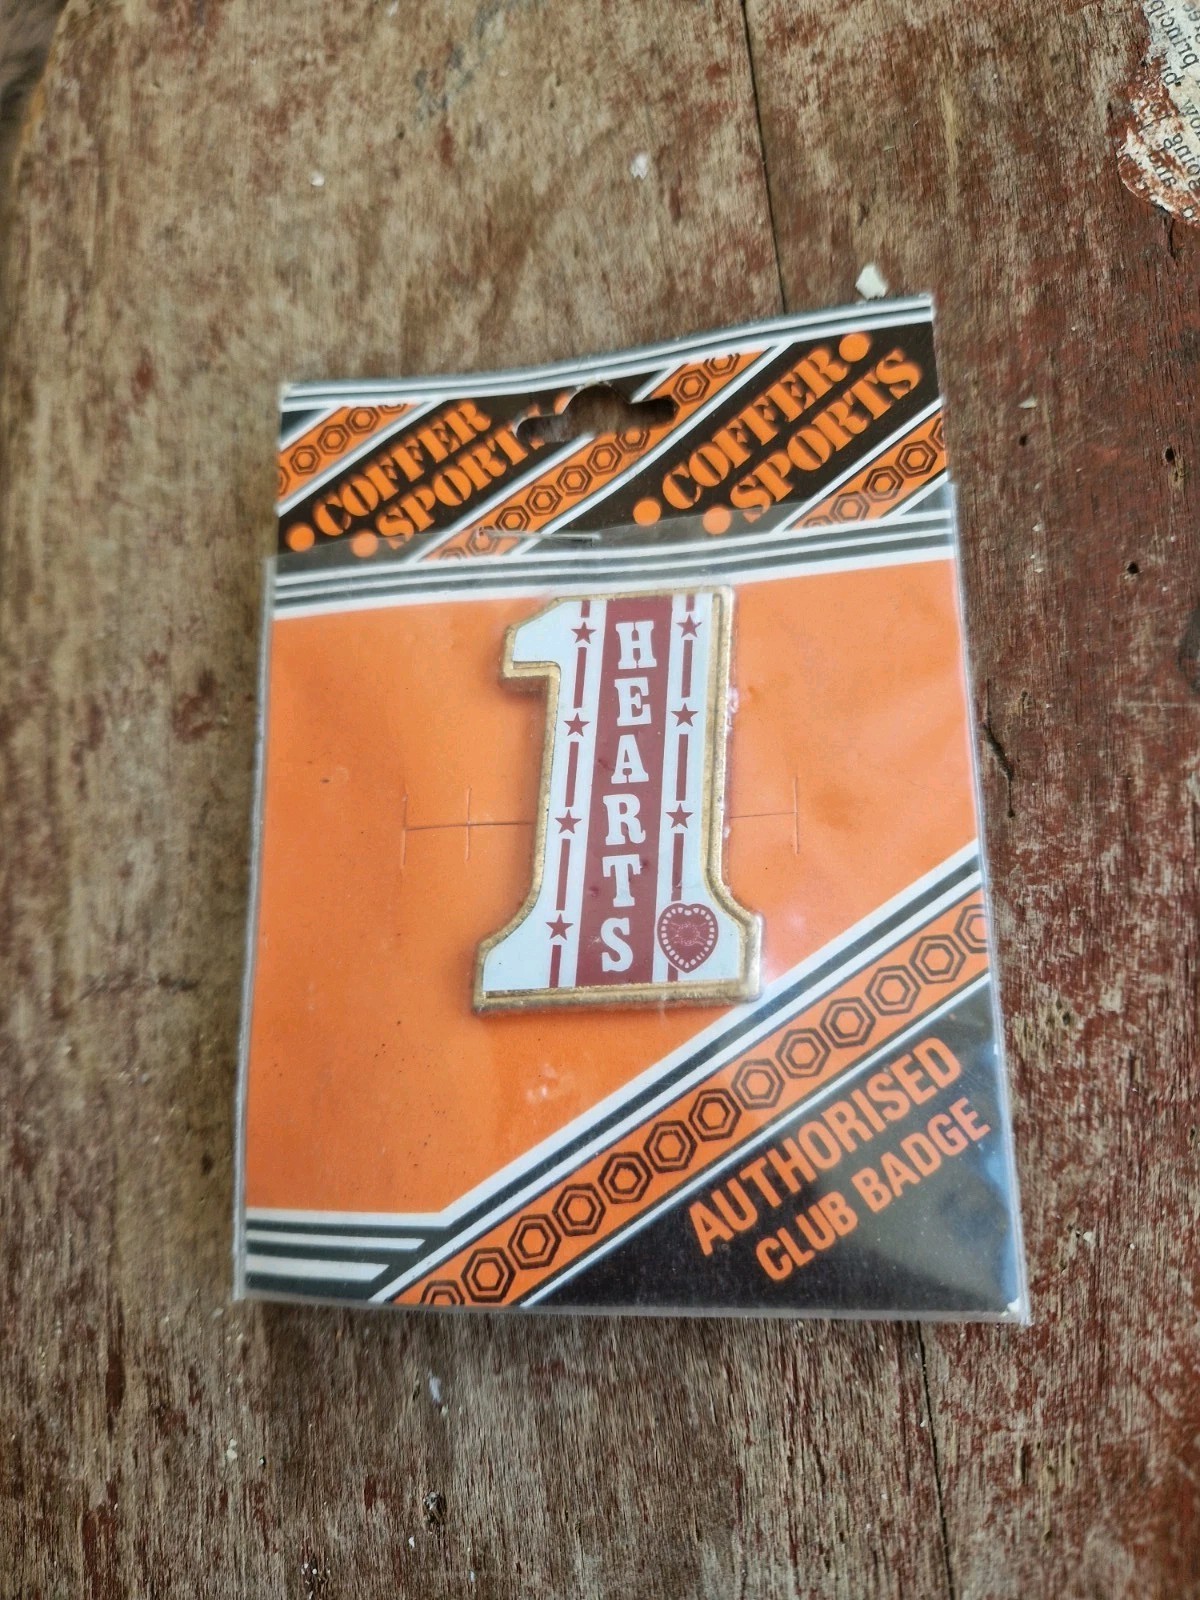 COFFER
SPORTS
COFFER
SPORTS
1
HEARTS
AUTHORISED
CLUB BADGE